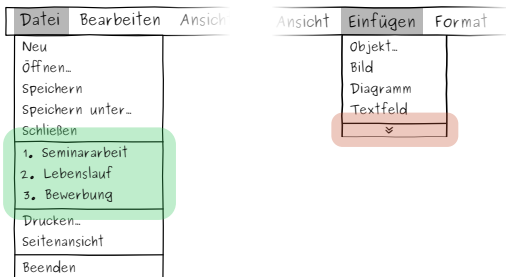 Datei Bearbeiten Ansich
Neu
Öffnen…
Speichern
Speichern unter…
Schließen
1. Seminararbeit
2. Lebenslauf
3. Bewerbung
Drucken…
Seitenansicht
Beenden
Ansicht Einfügen Format
Objekt…
Bild
Diagramm
Textfeld